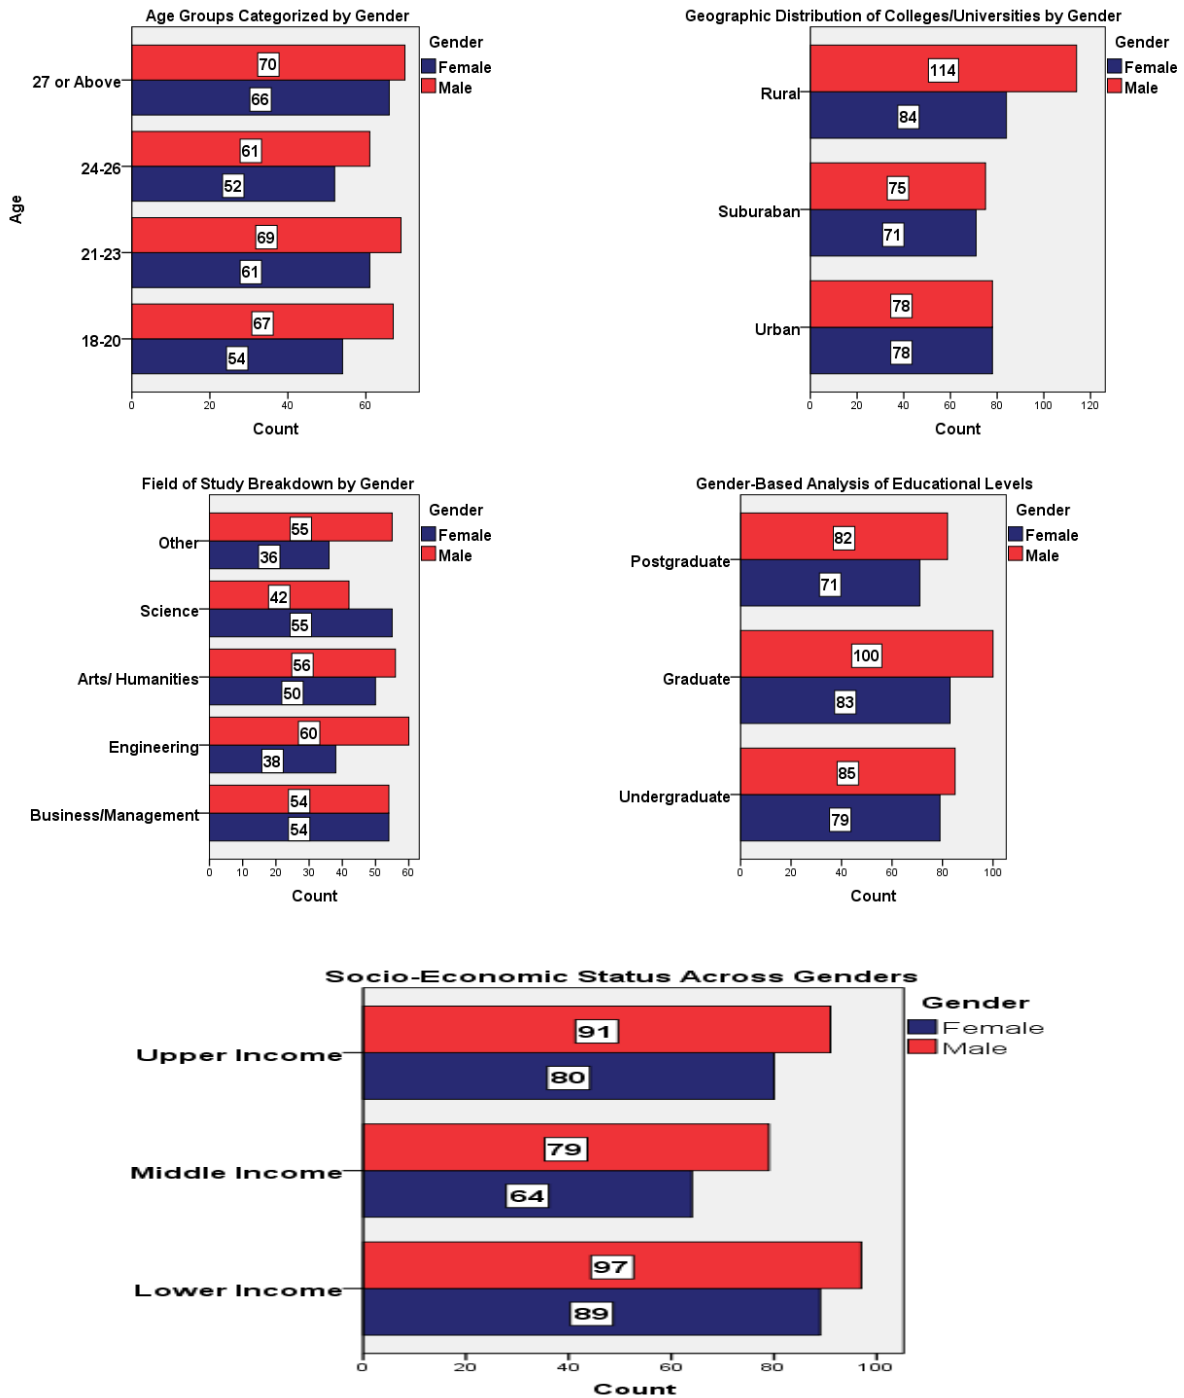 Age Groups Categorized by Gender
Gender
Female
Male
27 or Above
70
66
24-26
61
52
21-23
69
61
18-20
67
54
Age
0 20 40 60
Count
Geographic Distribution of Colleges/Universities by Gender
Gender
Female
Male
Rural
114
84
Suburaban
75
71
Urban
78
78
0 20 40 60 80 100 120
Count
Field of Study Breakdown by Gender
Gender
Female
Male
Other
55
36
Science
42
55
Arts/ Humanities
56
50
Engineering
60
38
Business/Management
54
54
0 10 20 30 40 50 60
Count
Gender-Based Analysis of Educational Levels
Gender
Female
Male
Postgraduate
82
71
Graduate
100
83
Undergraduate
85
79
0 20 40 60 80 100
Count
Socio-Economic Status Across Genders
Gender
Female
Male
Upper Income
91
80
Middle Income
79
64
Lower Income
97
89
0 20 40 60 80 100
Count